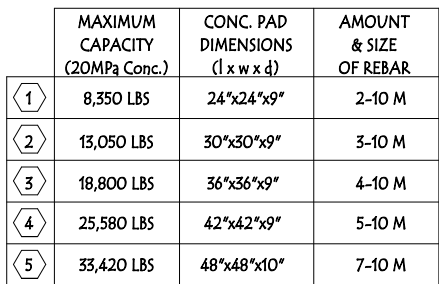 MAXIMUM CAPACITY (20MPa Conc.) CONC. PAD DIMENSIONS (l x w x d) AMOUNT & SIZE OF REBAR
1 8,350 LBS 24"x24"x9" 2-10 M
2 13,050 LBS 30"x30"x9" 3-10 M
3 18,800 LBS 36"x36"x9" 4-10 M
4 25,580 LBS 42"x42"x9" 5-10 M
5 33,420 LBS 48"x48"x10" 7-10 M